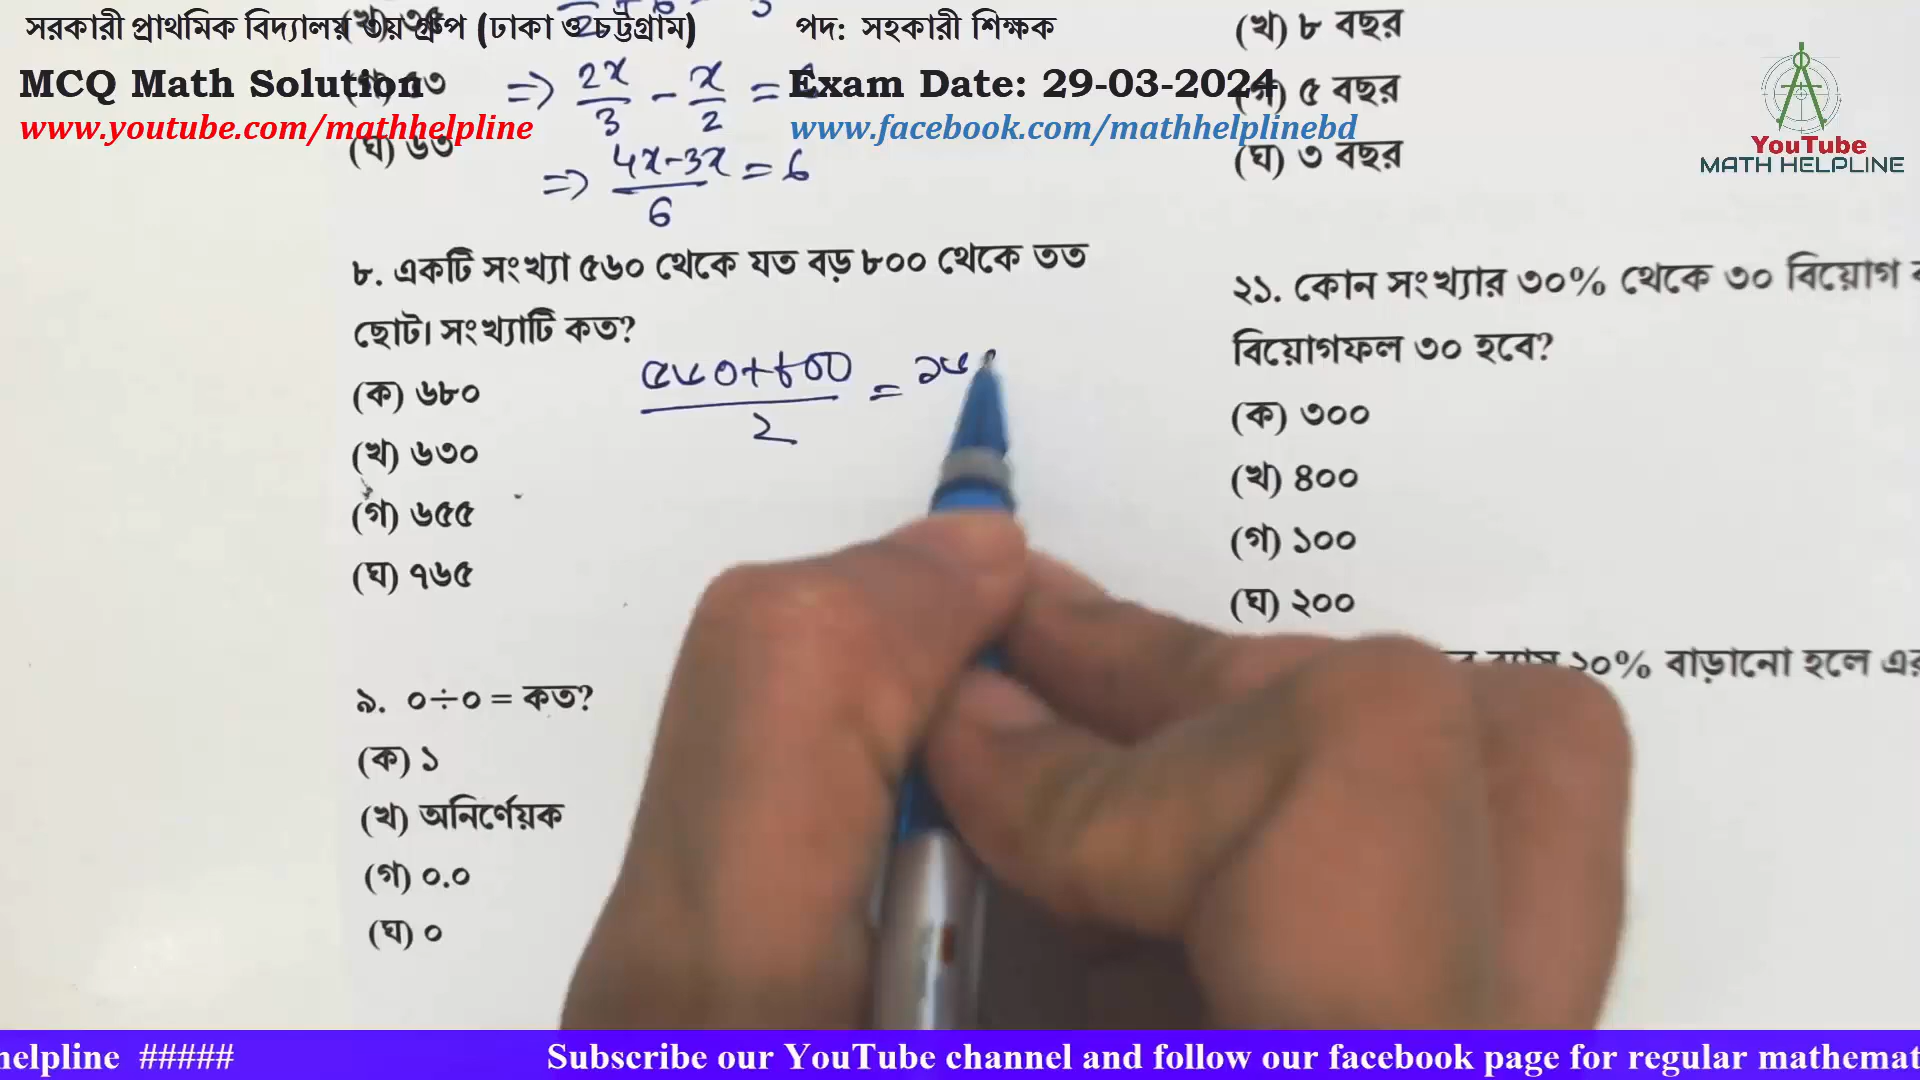 সরকারী প্রাথমিক বিদ্যালয় ৩য় গ্রুপ (ঢাকা ও চট্টগ্রাম)
পদ: সহকারী শিক্ষক
MCQ Math Solution
Exam Date: 29-03-2024
www.youtube.com/mathhelpline
www.facebook.com/mathhelplinebd
YouTube
MATH HELPLINE
(খ) ৩৫
(ঘ) ৬৩
=> 2x/3 - x/2 =
=> 4x-3x/6 = 6
৮. একটি সংখ্যা ৫৬০ থেকে যত বড় ৮০০ থেকে তত
ছোট। সংখ্যাটি কত?
৫৬০+৮০০/২ = ১৩
(ক) ৬৮০
(খ) ৬৩০
(গ) ৬৫৫
(ঘ) ৭৬৫
৯. ০÷০ = কত?
(ক) ১
(খ) অনির্ণেয়ক
(গ) ০.০
(ঘ) ০
(খ) ৮ বছর
(গ) ৫ বছর
(ঘ) ৩ বছর
২১. কোন সংখ্যার ৩০% থেকে ৩০ বিয়োগ
বিয়োগফল ৩০ হবে?
(ক) ৩০০
(খ) ৪০০
(গ) ১০০
(ঘ) ২০০
ব্যাস ১০% বাড়ানো হলে এর
helpline #####
Subscribe our YouTube channel and follow our facebook page for regular mathemat